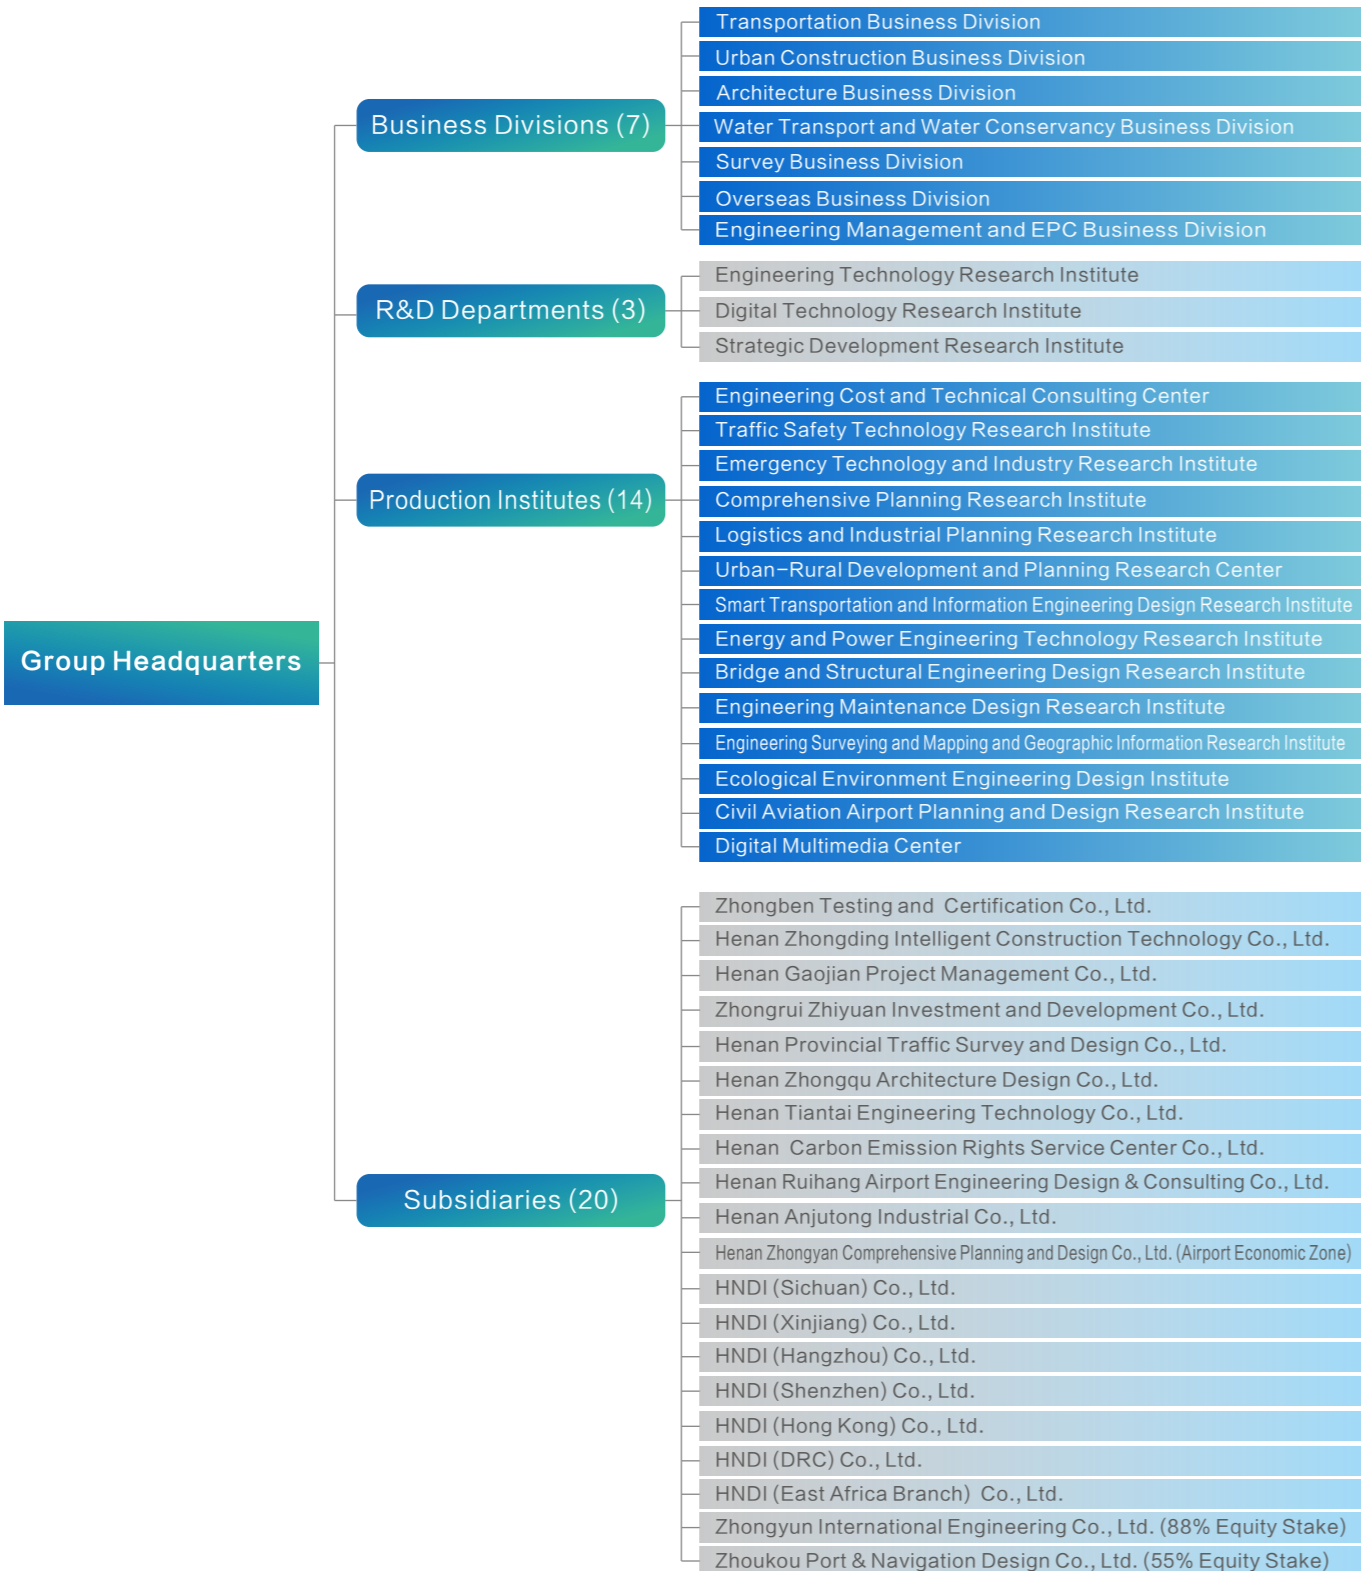 Group Headquarters
Business Divisions (7)
Transportation Business Division
Urban Construction Business Division
Architecture Business Division
Water Transport and Water Conservancy Business Division
Survey Business Division
Overseas Business Division
Engineering Management and EPC Business Division
R&D Departments (3)
Engineering Technology Research Institute
Digital Technology Research Institute
Strategic Development Research Institute
Production Institutes (14)
Engineering Cost and Technical Consulting Center
Traffic Safety Technology Research Institute
Emergency Technology and Industry Research Institute
Comprehensive Planning Research Institute
Logistics and Industrial Planning Research Institute
Urban-Rural Development and Planning Research Center
Smart Transportation and Information Engineering Design Research Institute
Energy and Power Engineering Technology Research Institute
Bridge and Structural Engineering Design Research Institute
Engineering Maintenance Design Research Institute
Engineering Surveying and Mapping and Geographic Information Research Institute
Ecological Environment Engineering Design Institute
Civil Aviation Airport Planning and Design Research Institute
Digital Multimedia Center
Subsidiaries (20)
Zhongben Testing and Certification Co., Ltd.
Henan Zhongding Intelligent Construction Technology Co., Ltd.
Henan Gaojian Project Management Co., Ltd.
Zhongrui Zhiyuan Investment and Development Co., Ltd.
Henan Provincial Traffic Survey and Design Co., Ltd.
Henan Zhongqu Architecture Design Co., Ltd.
Henan Tiantai Engineering Technology Co., Ltd.
Henan Carbon Emission Rights Service Center Co., Ltd.
Henan Ruihang Airport Engineering Design & Consulting Co., Ltd.
Henan Anjutong Industrial Co., Ltd.
Henan Zhongyan Comprehensive Planning and Design Co., Ltd. (Airport Economic Zone)
HNDI (Sichuan) Co., Ltd.
HNDI (Xinjiang) Co., Ltd.
HNDI (Hangzhou) Co., Ltd.
HNDI (Shenzhen) Co., Ltd.
HNDI (Hong Kong) Co., Ltd.
HNDI (DRC) Co., Ltd.
HNDI (East Africa Branch) Co., Ltd.
Zhongyun International Engineering Co., Ltd. (88% Equity Stake)
Zhoukou Port & Navigation Design Co., Ltd. (55% Equity Stake)